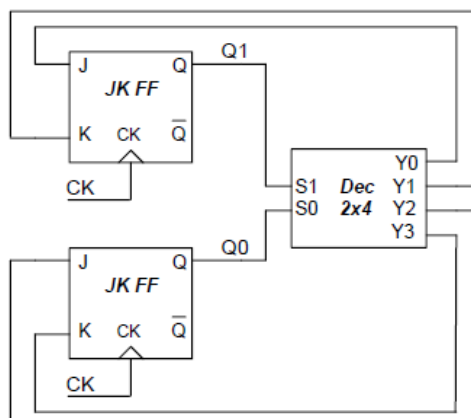 J Q Q1
JK FF
K CK Q
CK
Y0
S1 Dec Y1
S0 2x4 Y2
Y3
J Q Q0
JK FF
K CK Q
CK